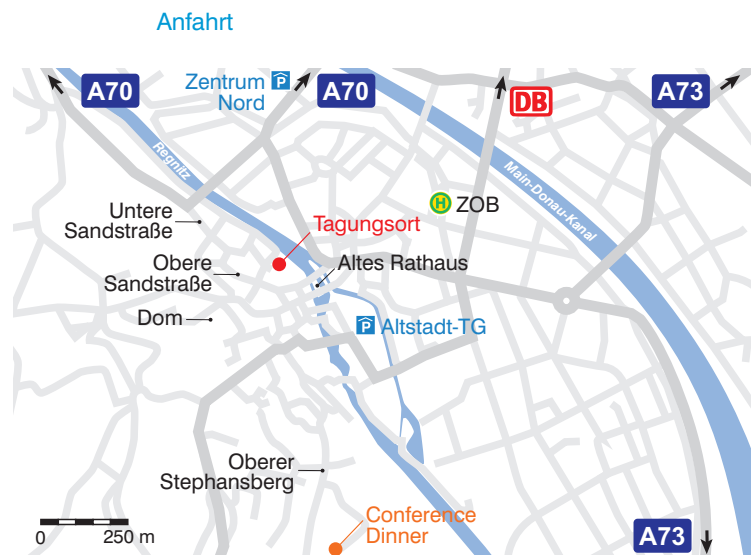 Anfahrt
A70
Zentrum P
Nord
A70
DB
A73
Regnitz
Main-Donau-Kanal
H ZOB
Untere
Sandstraße
Tagungsort
Obere
Sandstraße
Altes Rathaus
Dom
P Altstadt-TG
Oberer
Stephansberg
Conference
Dinner
0 250 m
A73